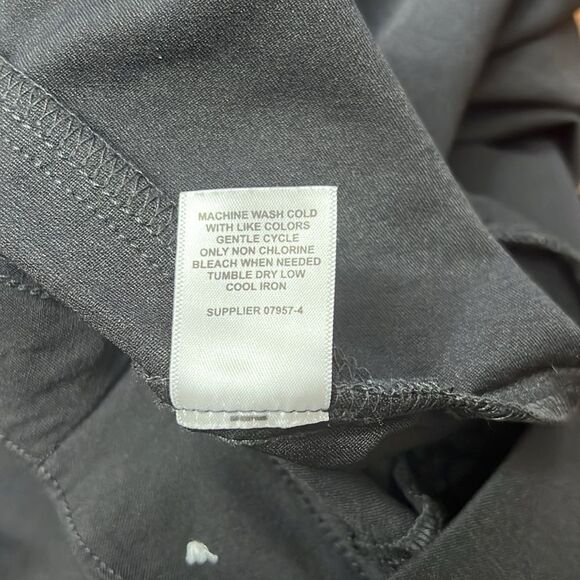 MACHINE WASH COLD
WITH LIKE COLORS
GENTLE CYCLE
ONLY NON CHLORINE
BLEACH WHEN NEEDED
TUMBLE DRY LOW
COOL IRON
SUPPLIER 07957-4